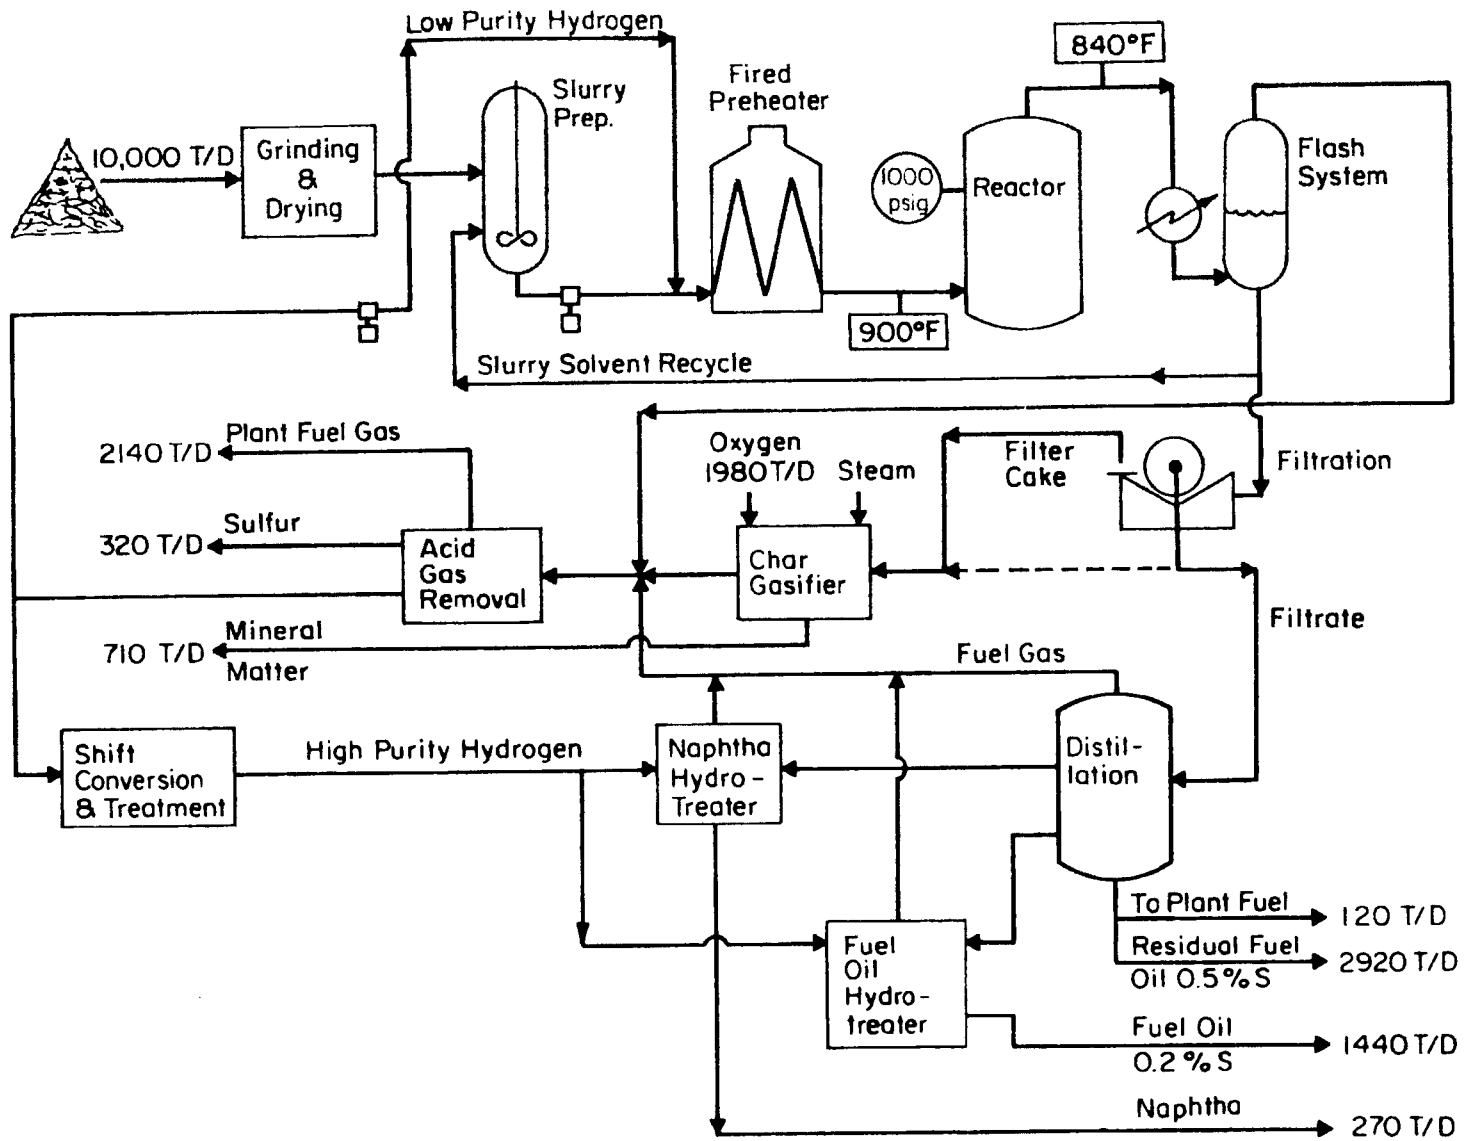 Low Purity Hydrogen
840°F
Fired
Preheater
Slurry
Prep.
10,000 T/D
Grinding
&
Drying
1000
psig
Reactor
Flash
System
900°F
Slurry Solvent Recycle
Plant Fuel Gas
2140 T/D
Oxygen
1980 T/D
Steam
Filter
Cake
Filtration
Sulfur
320 T/D
Acid
Gas
Removal
Char
Gasifier
Mineral
Matter
710 T/D
Filtrate
Fuel Gas
Shift
Conversion
& Treatment
High Purity Hydrogen
Naphtha
Hydro-
Treater
Distil-
lation
To Plant Fuel
120 T/D
Residual Fuel
Oil 0.5% S
2920 T/D
Fuel
Oil
Hydro-
treater
Fuel Oil
0.2% S
1440 T/D
Naphtha
270 T/D